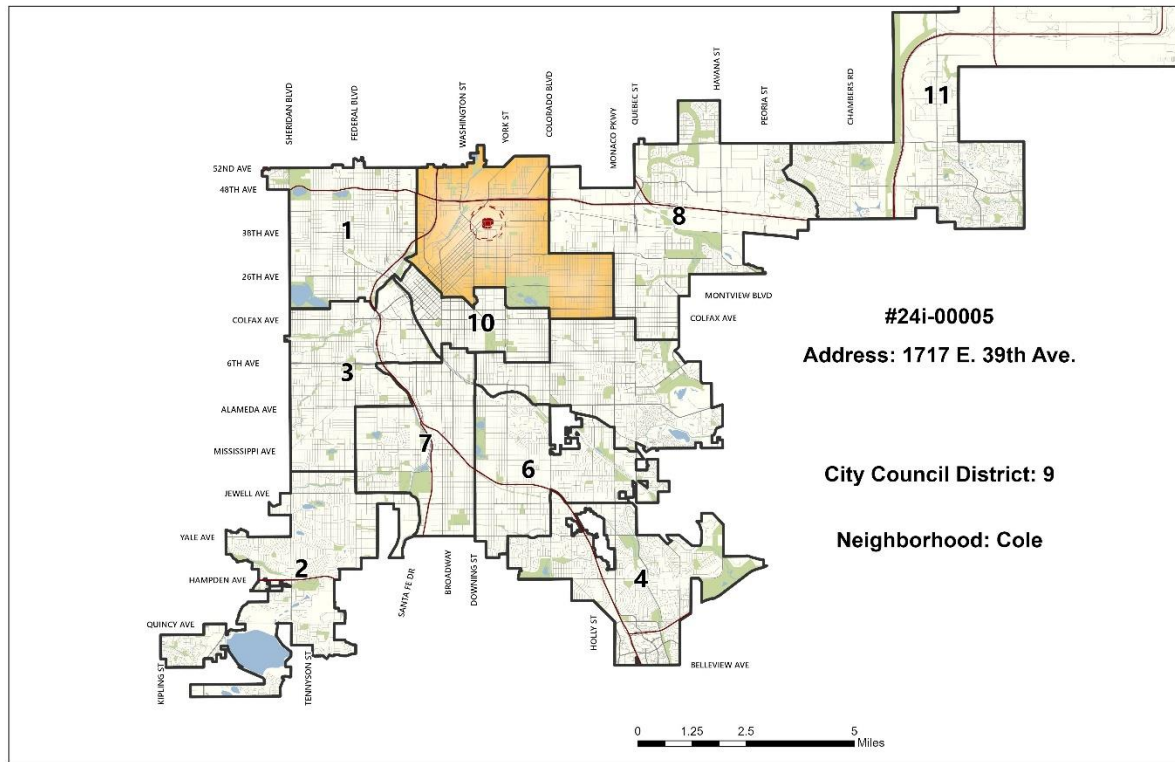 SHERIDAN BLVD
FEDERAL BLVD
WASHINGTON ST
YORK ST
COLORADO BLVD
MONACO PKWY
QUEBEC ST
HAVANA ST
PEORIA ST
CHAMBERS RD
11
52ND AVE
48TH AVE
38TH AVE
26TH AVE
COLFAX AVE
6TH AVE
ALAMEDA AVE
MISSISSIPPI AVE
JEWELL AVE
YALE AVE
HAMPDEN AVE
QUINCY AVE
1
8
10
3
7
6
2
4
MONTVIEW BLVD
COLFAX AVE
#24i-00005
Address: 1717 E. 39th Ave.
City Council District: 9
Neighborhood: Cole
KIPLING ST
TENNYSON ST
SANTA FE DR
BROADWAY
DOWNING ST
HOLLY ST
BELLEVIEW AVE
0 1.25 2.5 5
Miles